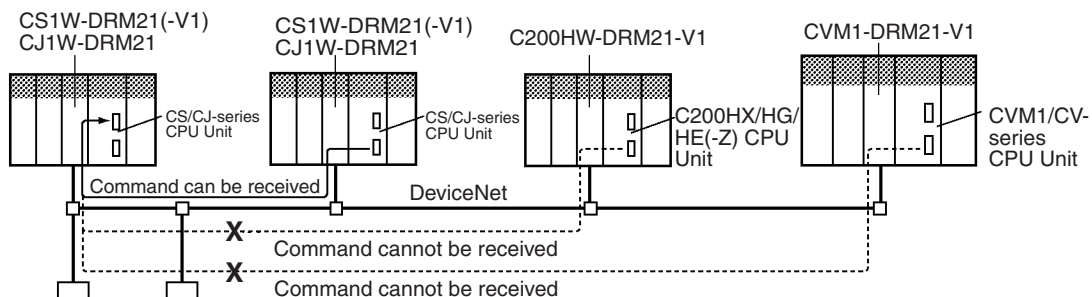 CS1W-DRM21(-V1)
CJ1W-DRM21
CS1W-DRM21(-V1)
CJ1W-DRM21
C200HW-DRM21-V1
CVM1-DRM21-V1
CS/CJ-series
CPU Unit
CS/CJ-series
CPU Unit
C200HX/HG/
HE(-Z) CPU
Unit
CVM1/CV-
series
CPU Unit
Command can be received
DeviceNet
X
Command cannot be received
X
Command cannot be received